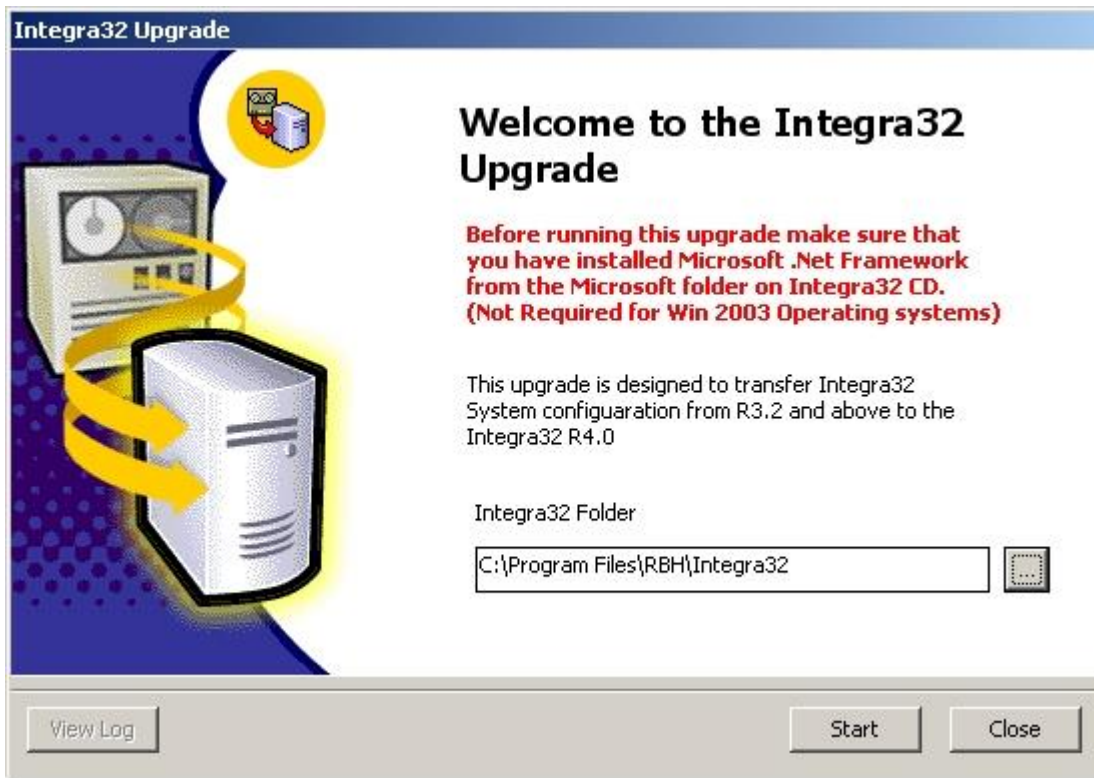 Integra32 Upgrade
Welcome to the Integra32
Upgrade
Before running this upgrade make sure that
you have installed Microsoft .Net Framework
from the Microsoft folder on Integra32 CD.
(Not Required for Win 2003 Operating systems)
This upgrade is designed to transfer Integra32
System configuaration from R3.2 and above to the
Integra32 R4.0
Integra32 Folder
C:\Program Files\RBH\Integra32
...
View Log
Start
Close